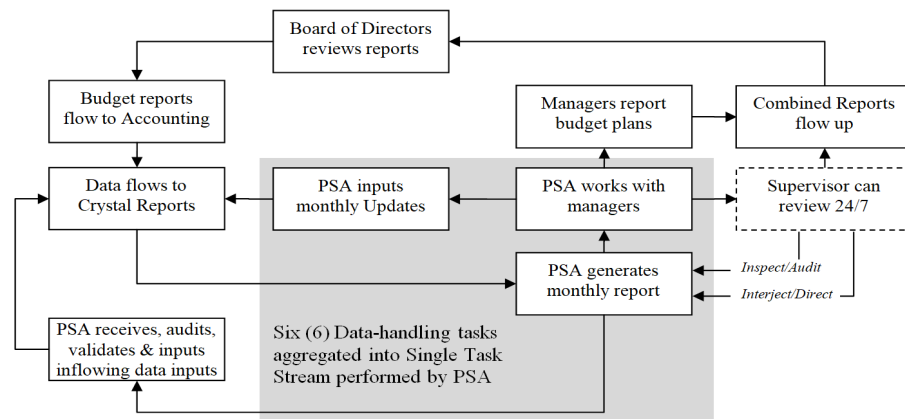 Board of Directors
reviews reports
Budget reports
flow to Accounting
Managers report
budget plans
Combined Reports
flow up
Data flows to
Crystal Reports
PSA inputs
monthly Updates
PSA works with
managers
Supervisor can
review 24/7
PSA generates
monthly report
Inspect/Audit
Interject/Direct
PSA receives, audits,
validates & inputs
inflowing data inputs
Six (6) Data-handling tasks
aggregated into Single Task
Stream performed by PSA